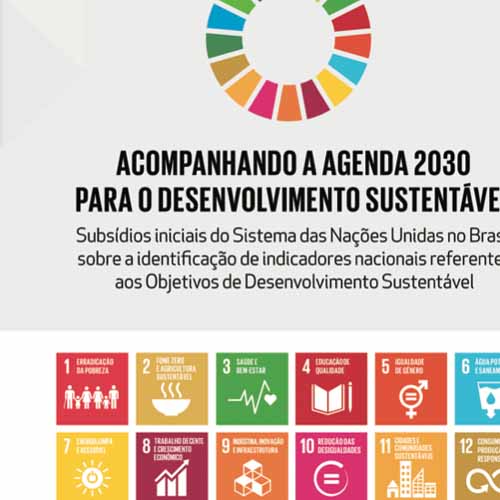 ACOMPANHANDO A AGENDA 2030
PARA O DESENVOLVIMENTO SUSTENTÁVE
Subsídios iniciais do Sistema das Nações Unidas no Bras
sobre a identificação de indicadores nacionais referente
aos Objetivos de Desenvolvimento Sustentável
1 ERRADICAÇÃO
DA POBREZA
2 FOME ZERO
E AGRICULTURA
SUSTENTÁVEL
3 SAÚDE E
BEM-ESTAR
4 EDUCAÇÃO DE
QUALIDADE
5 IGUALDADE
DE GÊNERO
6 ÁGUA POT
E SANEAM
7 ENERGIA LIMPA
E ACESSÍVEL
8 TRABALHO DECENTE
E CRESCIMENTO
ECONÔMICO
9 INDÚSTRIA, INOVAÇÃO
E INFRAESTRUTURA
10 REDUÇÃO DAS
DESIGUALDADES
11 CIDADES E
COMUNIDADES
SUSTENTÁVEIS
12 CONSUM
PRODUÇ
RESPON